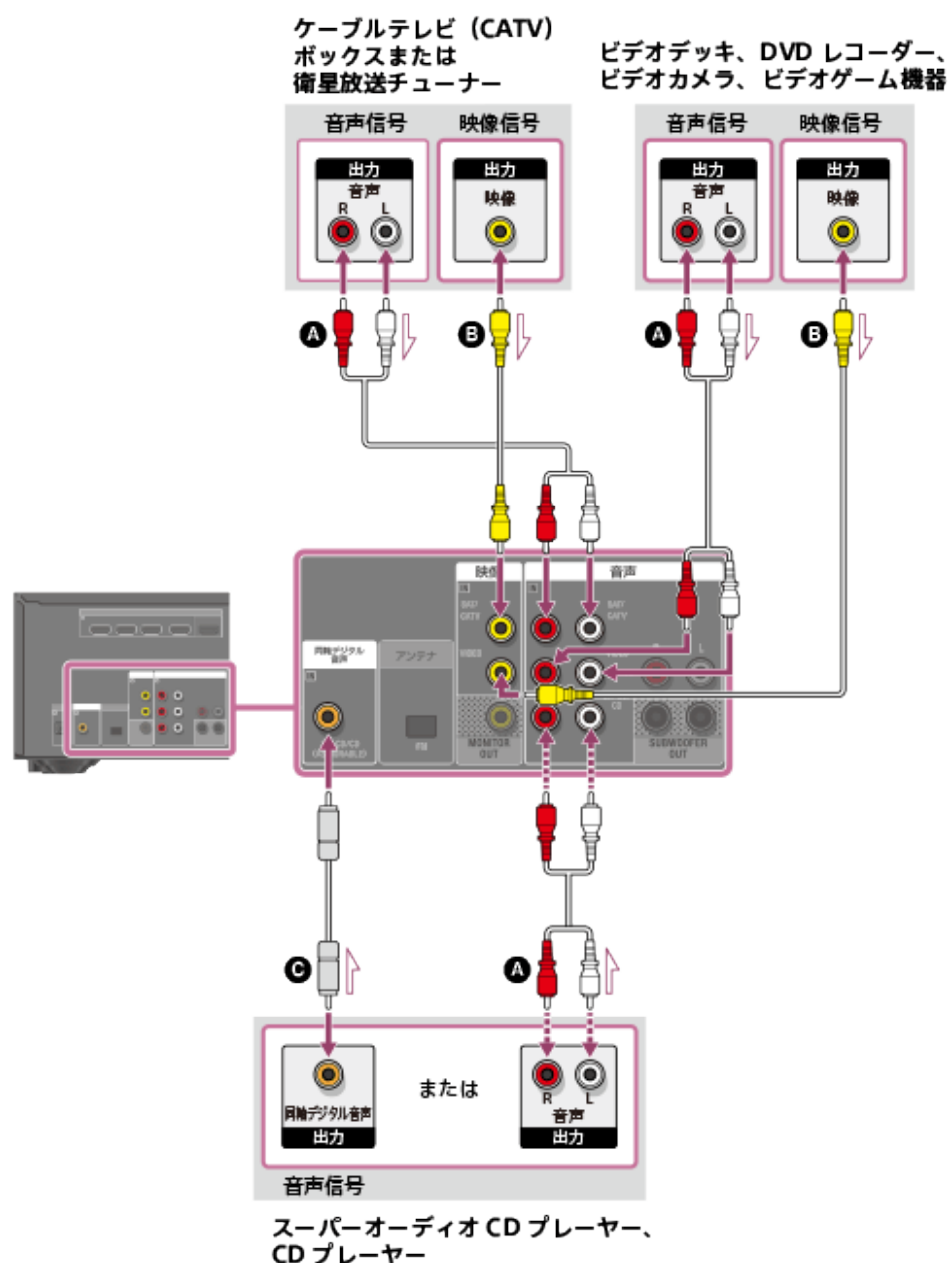 ケーブルテレビ（CATV）
ボックスまたは
衛星放送チューナー
ビデオデッキ、DVD レコーダー、
ビデオカメラ、ビデオゲーム機器
音声信号
映像信号
音声信号
映像信号
出力
音声
R L
出力
映像
出力
音声
R L
出力
映像
A
B
A
B
映像
音声
IN
IN
SAT/
CATV
SAT/
CATV
同軸デジタル
音声
アンテナ
VIDEO
L
IN
CD
FM
MONITOR
OUT
SUBWOOFER
OUT
C
A
同軸デジタル音声
出力
または
R L
音声
出力
音声信号
スーパーオーディオ CD プレーヤー、
CD プレーヤー